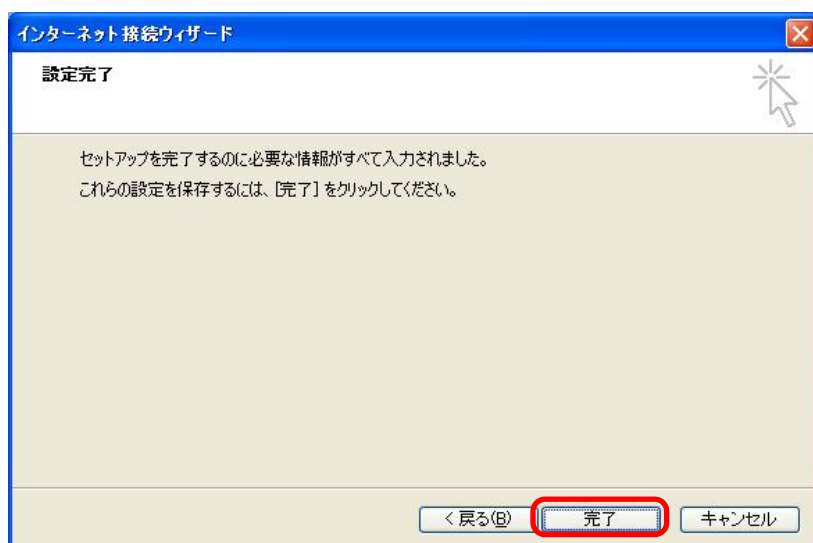 インターネット接続ウィザード
設定完了
セットアップを完了するのに必要な情報がすべて入力されました。
これらの設定を保存するには、[完了] をクリックしてください。
< 戻る(B)
完了
キャンセル